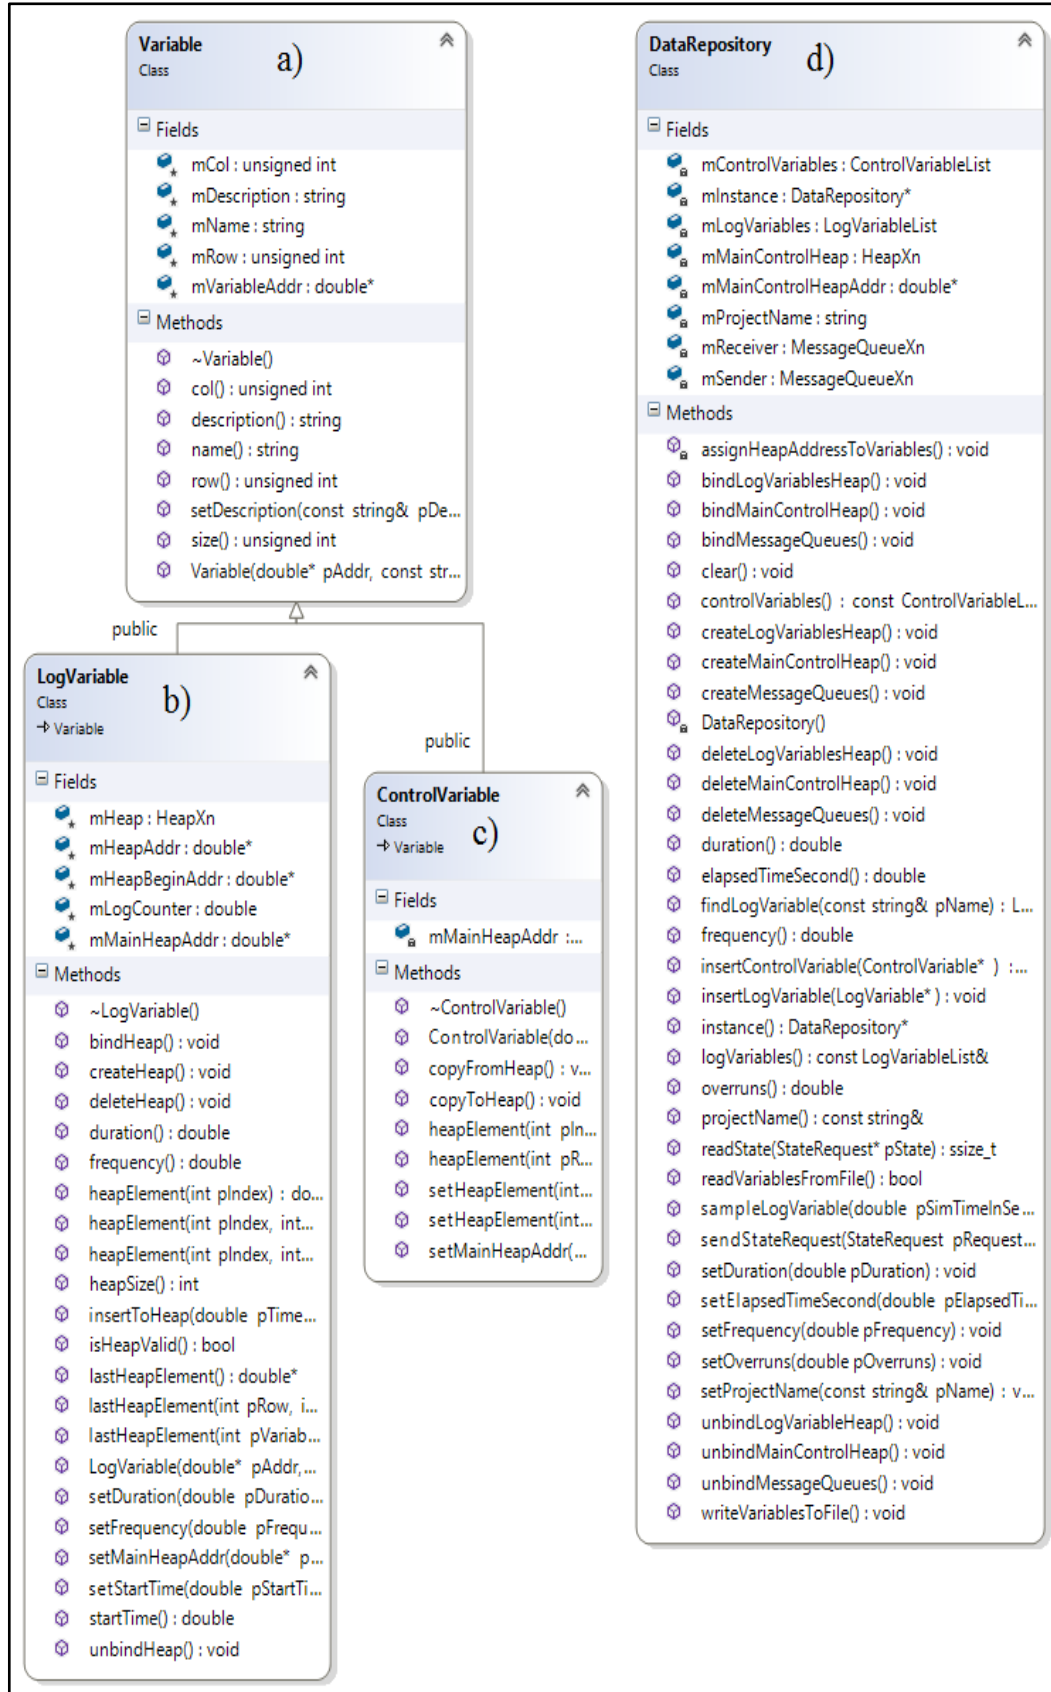 Variable
a)
Class
Fields
mCol : unsigned int
mDescription : string
mName : string
mRow : unsigned int
mVariableAddr : double*
Methods
~Variable()
col() : unsigned int
description() : string
name() : string
row() : unsigned int
setDescription(const string& pDe...
size() : unsigned int
Variable(double* pAddr, const str...
public
LogVariable
b)
Class
Variable
Fields
mHeap : HeapXn
mHeapAddr : double*
mHeapBeginAddr : double*
mLogCounter : double
mMainHeapAddr : double*
Methods
~LogVariable()
bindHeap() : void
createHeap() : void
deleteHeap() : void
duration() : double
frequency() : double
heapElement(int pIndex) : do...
heapElement(int pIndex, int...
heapElement(int pIndex, int...
heapSize() : int
insertToHeap(double pTime...
isHeapValid() : bool
lastHeapElement() : double*
lastHeapElement(int pRow, i...
lastHeapElement(int pVariab...
LogVariable(double* pAddr,...
setDuration(double pDuratio...
setFrequency(double pFrequ...
setMainHeapAddr(double* p...
setStartTime(double pStartTi...
startTime() : double
unbindHeap() : void
public
ControlVariable
Class
c)
Variable
Fields
mMainHeapAddr :...
Methods
~ControlVariable()
ControlVariable(do...
copyFromHeap() : v...
copyToHeap() : void
heapElement(int pIn...
heapElement(int pR...
setHeapElement(int...
setHeapElement(int...
setMainHeapAddr(...
DataRepository
d)
Class
Fields
mControlVariables : ControlVariableList
mInstance : DataRepository*
mLogVariables : LogVariableList
mMainControlHeap : HeapXn
mMainControlHeapAddr : double*
mProjectName : string
mReceiver : MessageQueueXn
mSender : MessageQueueXn
Methods
assignHeapAddressToVariables() : void
bindLogVariablesHeap() : void
bindMainControlHeap() : void
bindMessageQueues() : void
clear() : void
controlVariables() : const ControlVariableL...
createLogVariablesHeap() : void
createMainControlHeap() : void
createMessageQueues() : void
DataRepository()
deleteLogVariablesHeap() : void
deleteMainControlHeap() : void
deleteMessageQueues() : void
duration() : double
elapsedTimeSecond() : double
findLogVariable(const string& pName) : L...
frequency() : double
insertControlVariable(ControlVariable* ) :...
insertLogVariable(LogVariable* ) : void
instance() : DataRepository*
logVariables() : const LogVariableList&
overruns() : double
projectName() : const string&
readState(StateRequest* pState) : ssize_t
readVariablesFromFile() : bool
sampleLogVariable(double pSimTimeInSe...
sendStateRequest(StateRequest pRequest...
setDuration(double pDuration) : void
setElapsedTimeSecond(double pElapsedTi...
setFrequency(double pFrequency) : void
setOverruns(double pOverruns) : void
setProjectName(const string& pName) : v...
unbindLogVariableHeap() : void
unbindMainControlHeap() : void
unbindMessageQueues() : void
writeVariablesToFile() : void